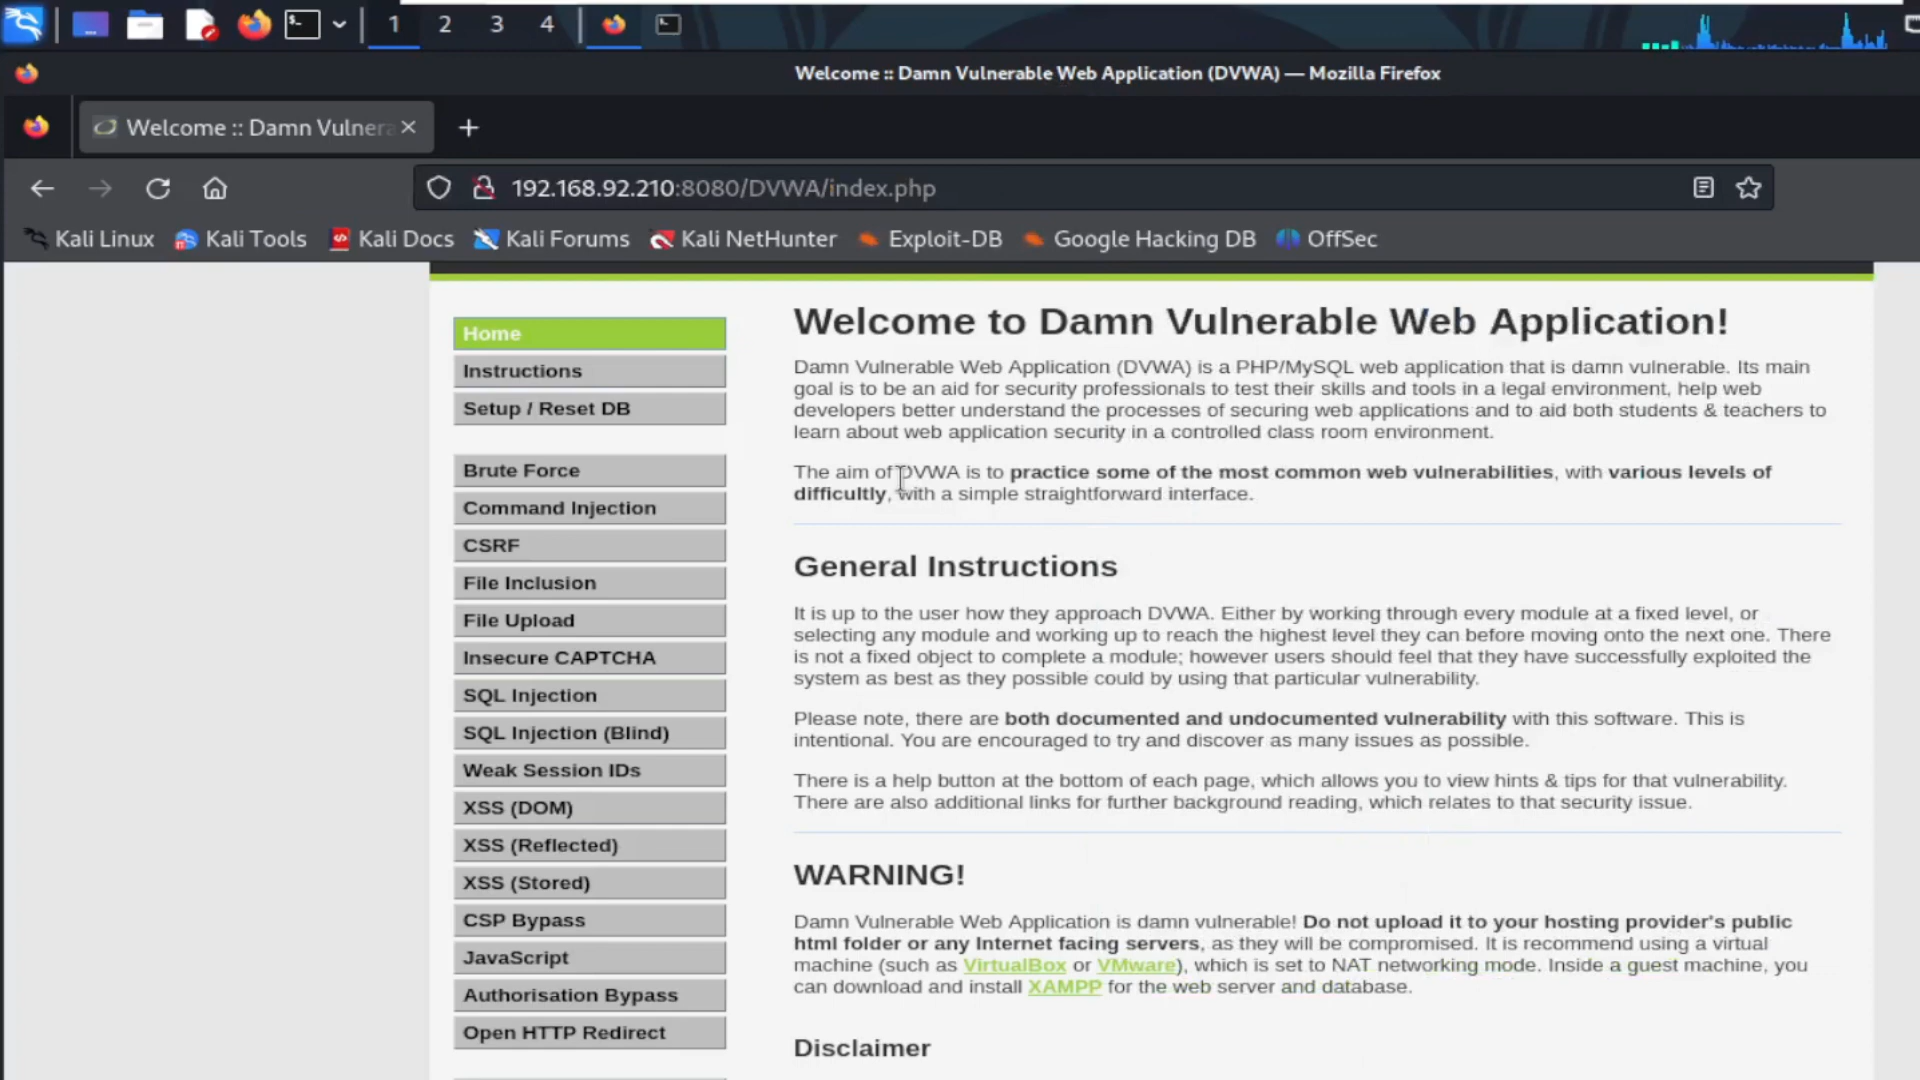 1 2 3 4
Welcome :: Damn Vulnerable Web Application (DVWA) — Mozilla Firefox
Welcome :: Damn Vulnera
192.168.92.210:8080/DVWA/index.php
Kali Linux Kali Tools Kali Docs Kali Forums Kali NetHunter Exploit-DB Google Hacking DB OffSec
Home
Instructions
Setup / Reset DB
Brute Force
Command Injection
CSRF
File Inclusion
File Upload
Insecure CAPTCHA
SQL Injection
SQL Injection (Blind)
Weak Session IDs
XSS (DOM)
XSS (Reflected)
XSS (Stored)
CSP Bypass
JavaScript
Authorisation Bypass
Open HTTP Redirect
Welcome to Damn Vulnerable Web Application!
Damn Vulnerable Web Application (DVWA) is a PHP/MySQL web application that is damn vulnerable. Its main
goal is to be an aid for security professionals to test their skills and tools in a legal environment, help web
developers better understand the processes of securing web applications and to aid both students & teachers to
learn about web application security in a controlled class room environment.
The aim of DVWA is to practice some of the most common web vulnerabilities, with various levels of
difficultly, with a simple straightforward interface.
General Instructions
It is up to the user how they approach DVWA. Either by working through every module at a fixed level, or
selecting any module and working up to reach the highest level they can before moving onto the next one. There
is not a fixed object to complete a module; however users should feel that they have successfully exploited the
system as best as they possible could by using that particular vulnerability.
Please note, there are both documented and undocumented vulnerability with this software. This is
intentional. You are encouraged to try and discover as many issues as possible.
There is a help button at the bottom of each page, which allows you to view hints & tips for that vulnerability.
There are also additional links for further background reading, which relates to that security issue.
WARNING!
Damn Vulnerable Web Application is damn vulnerable! Do not upload it to your hosting provider's public
html folder or any Internet facing servers, as they will be compromised. It is recommend using a virtual
machine (such as VirtualBox or VMware), which is set to NAT networking mode. Inside a guest machine, you
can download and install XAMPP for the web server and database.
Disclaimer